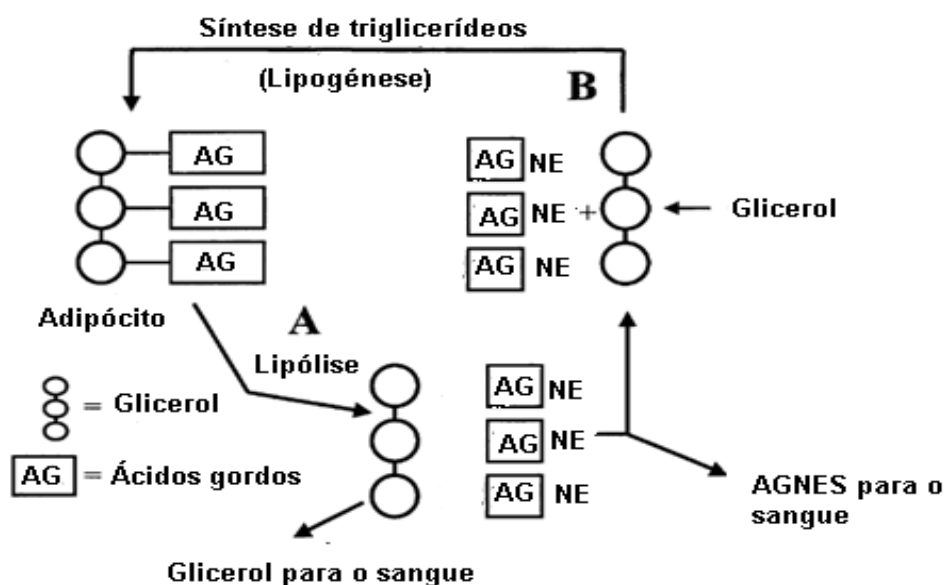 Síntese de triglicerídeos
(Lipogénese)
B
AG
AG
AG
AG NE
AG NE +
AG NE
Glicerol
Adipócito
A
Lipólise
= Glicerol
AG = Ácidos gordos
AG NE
AG NE
AG NE
AGNES para o
sangue
Glicerol para o sangue